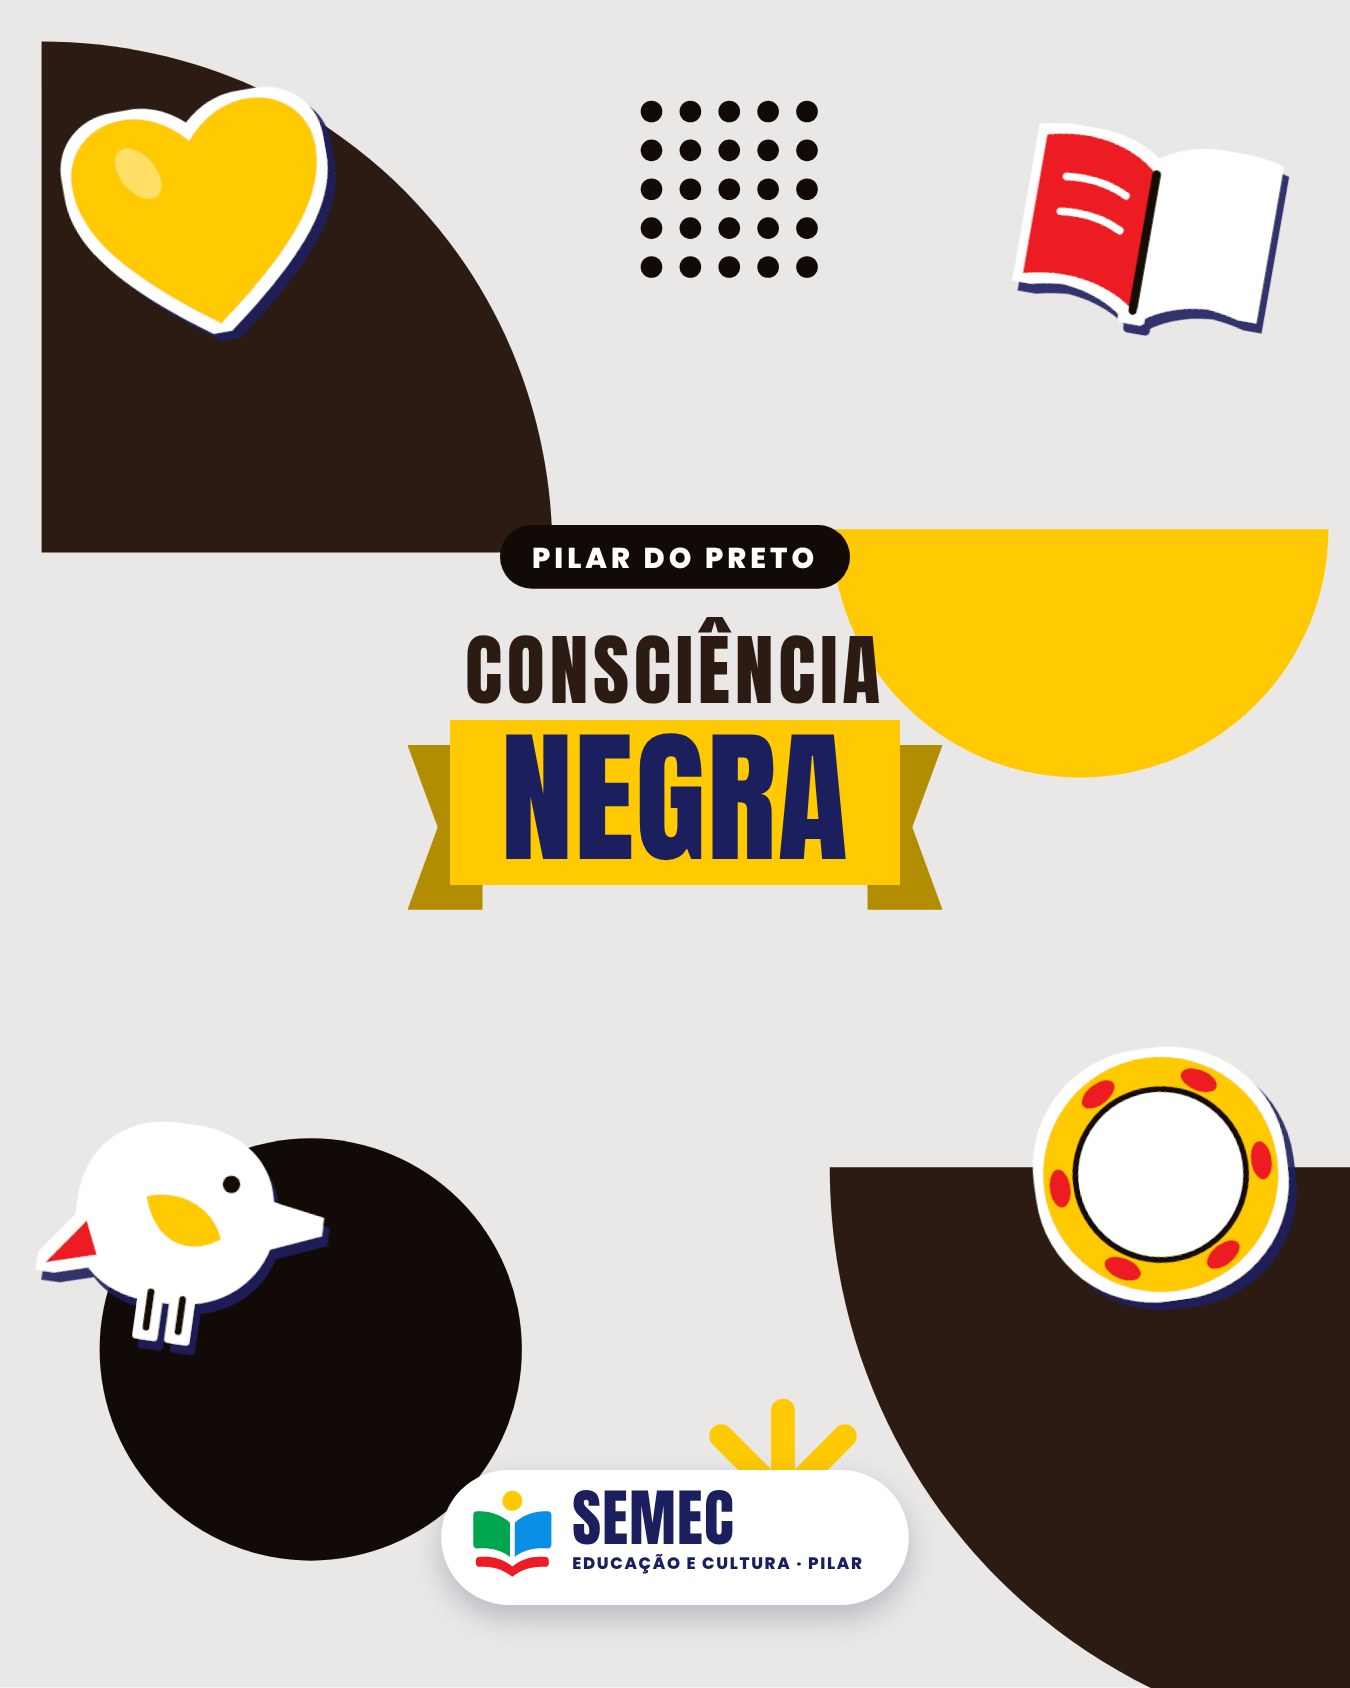 PILAR DO PRETO
CONSCIÊNCIA
NEGRA
SEMEC
EDUCAÇÃO E CULTURA · PILAR